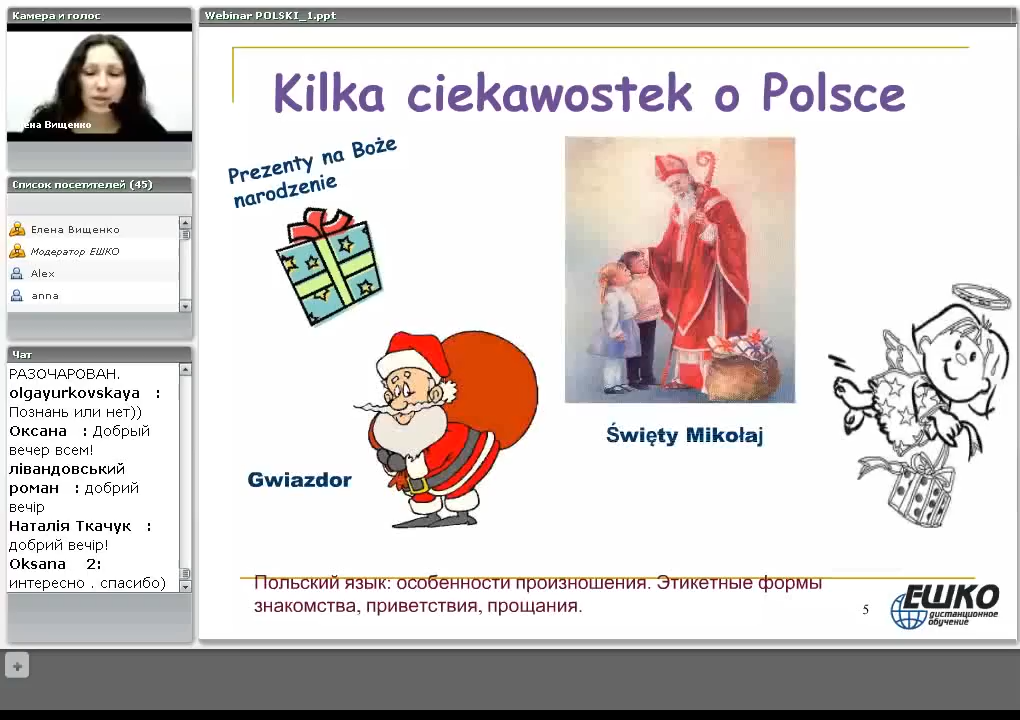 Камера и голос
ена Вищенко
Список посетителей (45)
Елена Вищенко
Модератор ЕШКО
Alex
anna
Чат
РАЗОЧАРОВАН.
olgayurkovskaya :
Познань или нет))
Оксана : Добрый
вечер всем!
лівандовський
роман : добрий
вечір
Наталія Ткачук :
добрий вечір!
Oksana 2:
интересно . спасибо)
Webinar POLSKI_1.ppt
Kilka ciekawostek o Polsce
Prezenty na Boże
narodzenie
Święty Mikołaj
Gwiazdor
Польский язык: особенности произношения. Этикетные формы
знакомства, приветствия, прощания.
5
ЕШКО
дистанционное
обучение